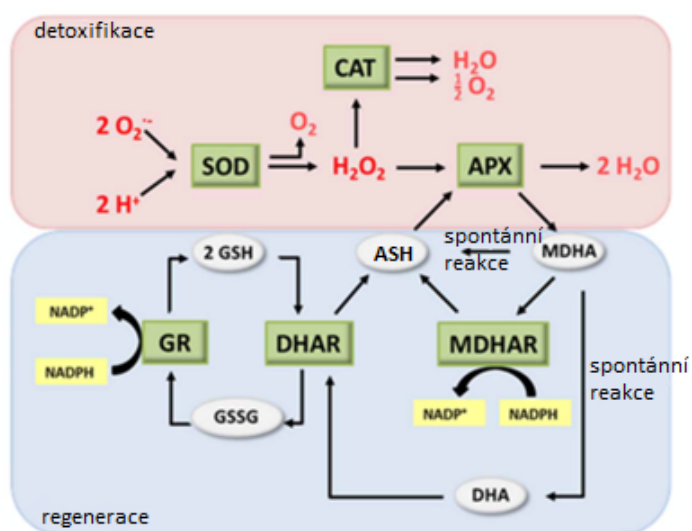 detoxifikace
CAT
H₂O
½ O₂
2 O₂·-
O₂
SOD
H₂O₂
APX
2 H₂O
2 H⁺
2 GSH
ASH
spontánní
reakce
MDHA
NADP⁺
GR
DHAR
MDHAR
NADPH
spontánní
reakce
GSSG
NADP⁺
NADPH
DHA
regenerace